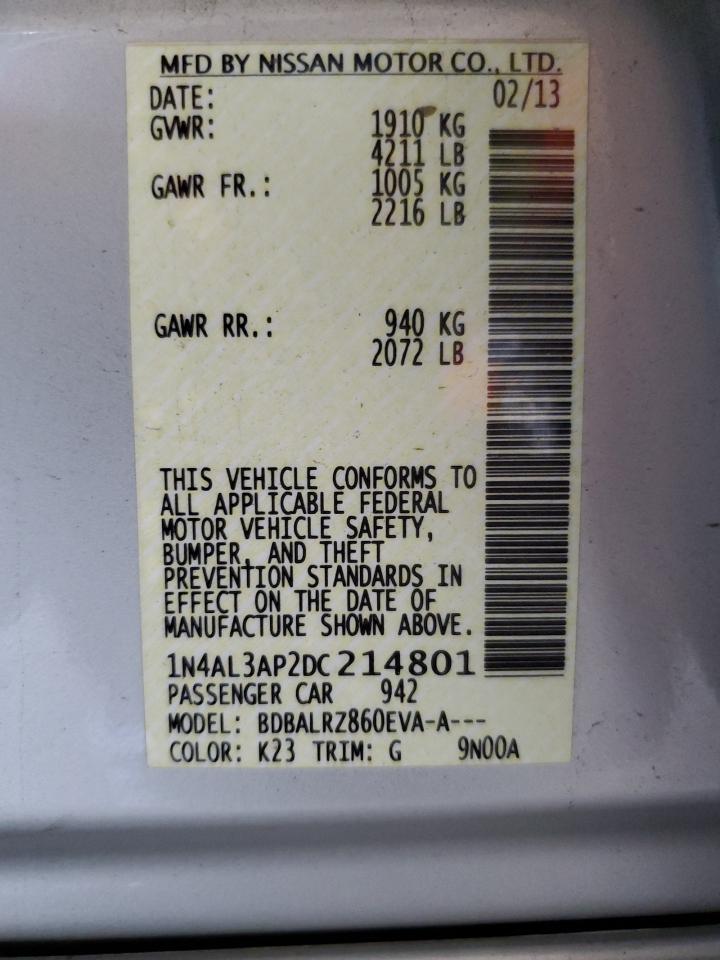 MFD BY NISSAN MOTOR CO., LTD.
DATE: 02/13
GVWR: 1910 KG
4211 LB
GAWR FR.: 1005 KG
2216 LB
GAWR RR.: 940 KG
2072 LB
THIS VEHICLE CONFORMS TO
ALL APPLICABLE FEDERAL
MOTOR VEHICLE SAFETY,
BUMPER, AND THEFT
PREVENTION STANDARDS IN
EFFECT ON THE DATE OF
MANUFACTURE SHOWN ABOVE.
1N4AL3AP2DC214801
PASSENGER CAR 942
MODEL: BDBALRZ860EVA-A---
COLOR: K23 TRIM: G 9N00A